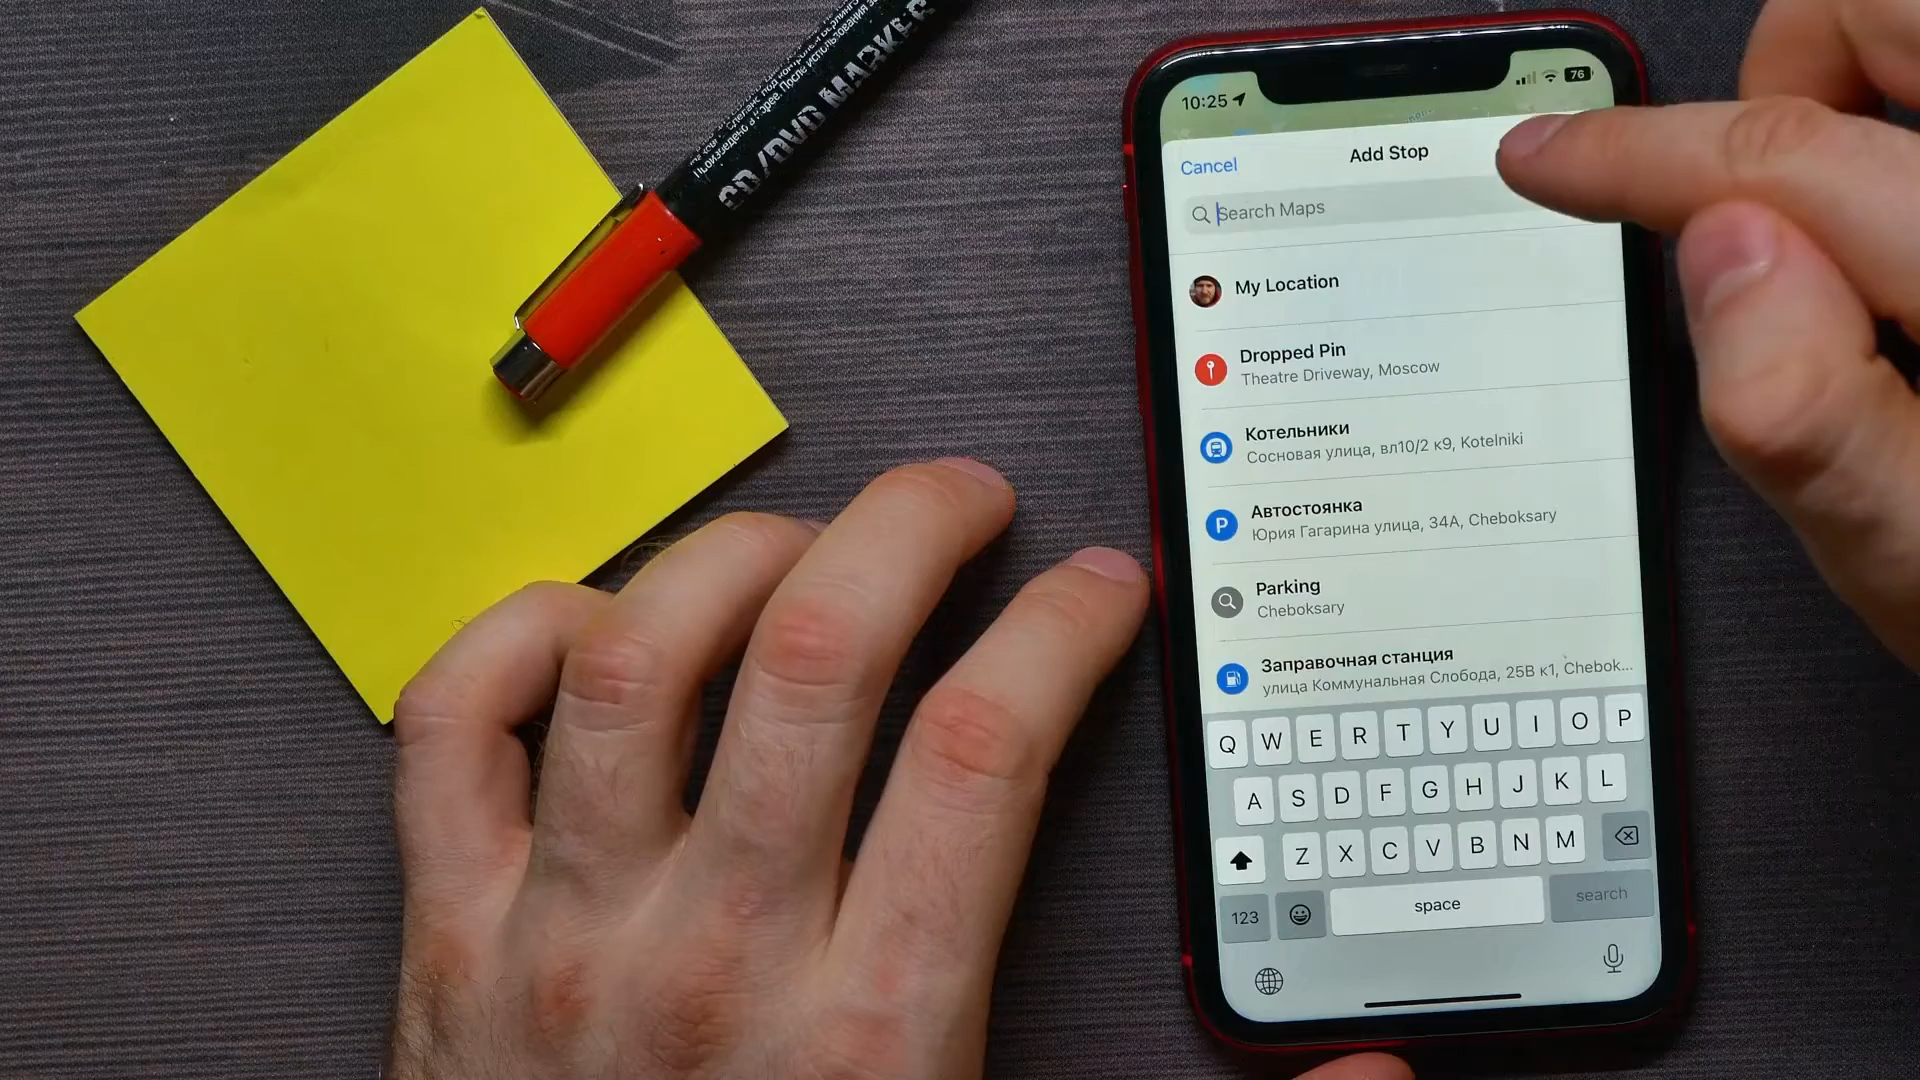 CD/DVD MARKER
10:25
76
Cancel
Add Stop
Search Maps
My Location
Dropped Pin
Theatre Driveway, Moscow
Котельники
Сосновая улица, вл10/2 к9, Kotelniki
Автостоянка
P
Юрия Гагарина улица, 34А, Cheboksary
Parking
Cheboksary
Заправочная станция
улица Коммунальная Слобода, 25В к1, Chebok...
Q W E R T Y U I O P
A S D F G H J K L
Z X C V B N M
123
space
search